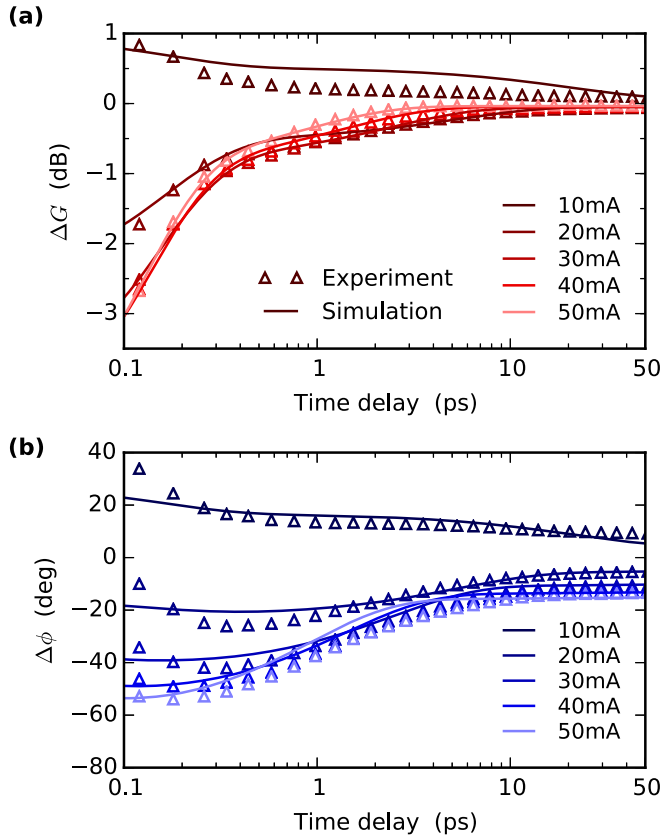 (a)
1
0
−1
−2
−3
ΔG (dB)
10mA
20mA
30mA
40mA
50mA
Experiment
Simulation
0.1
1
10
50
Time delay (ps)
(b)
40
20
0
−20
−40
−60
−80
Δϕ (deg)
10mA
20mA
30mA
40mA
50mA
0.1
1
10
50
Time delay (ps)